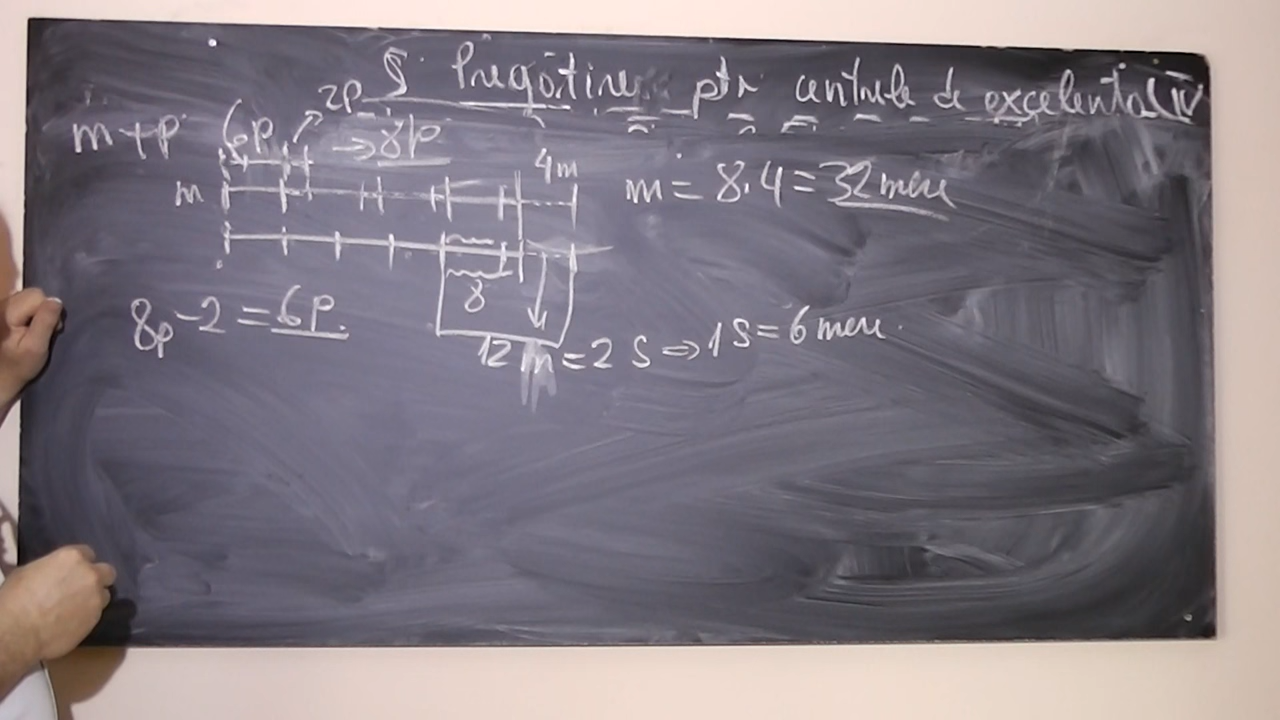 Pregătire ptr centrele de excelenta (IV
m+p 6p 2p → 8p
m 4m m = 8.4 = 32 mere
8
8p - 2 = 6p.
12 m = 2 S ⇒ 1 S = 6 mere.